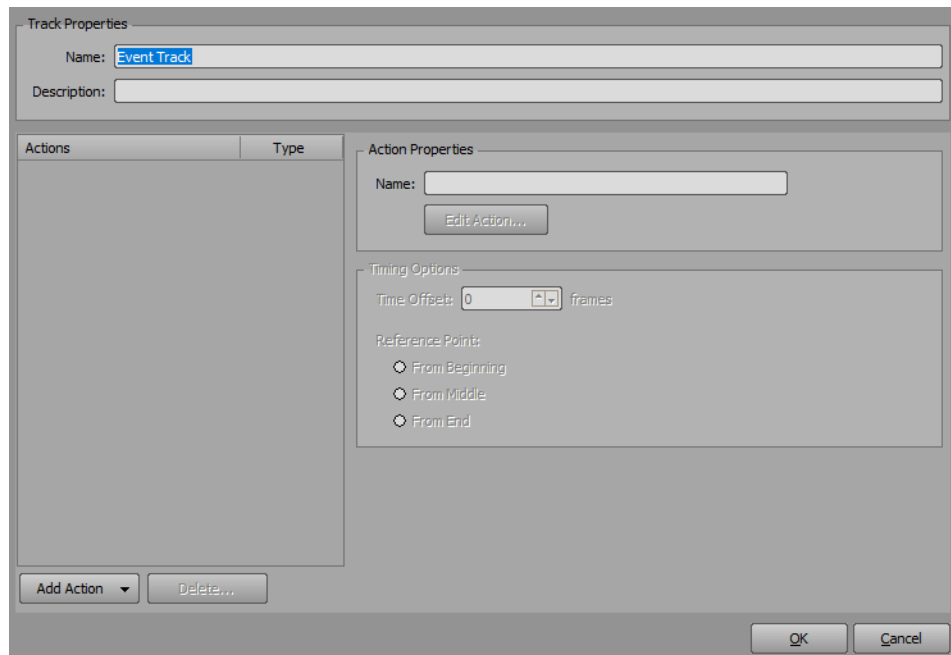 Track Properties
Name: Event Track
Description:
Actions Type
Action Properties
Name:
Edit Action...
Timing Options
Time Offset: 0 frames
Reference Point:
From Beginning
From Middle
From End
Add Action Delete...
OK Cancel